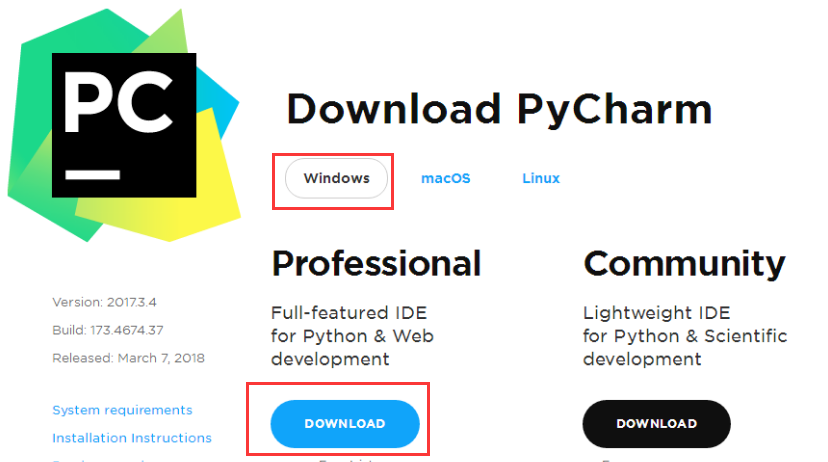 PC
Download PyCharm
Windows
macOS
Linux
Professional
Full-featured IDE
for Python & Web
development
DOWNLOAD
Community
Lightweight IDE
for Python & Scientific
development
DOWNLOAD
Version: 2017.3.4
Build: 173.4674.37
Released: March 7, 2018
System requirements
Installation Instructions